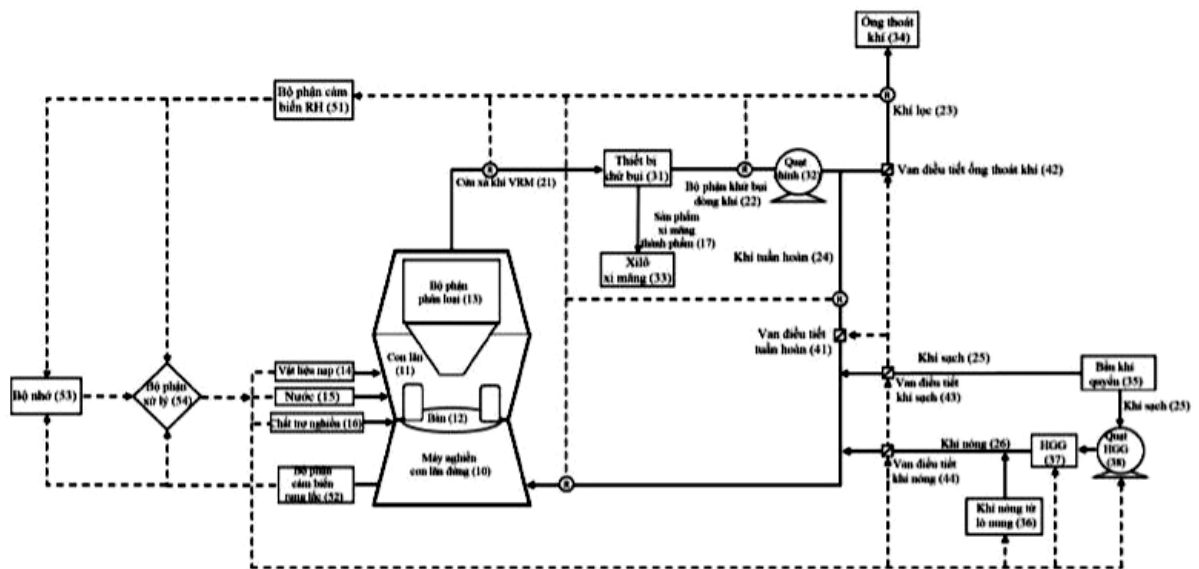 Ống thoát
khí (34)
Bộ phận cảm
biến RH (51)
R
Khí lọc (23)
Thiết bị
khử bụi (31)
Quạt
hình (32)
Van điều tiết ống thoát khí (42)
R
R
Cửa xả khí VRM (21)
Bộ phận khử bụi
dòng khí (22)
Sản phẩm
xi măng
thành phẩm (17)
Khí tuần hoàn (24)
Xilô
xi măng (33)
Bộ phận
phân loại (13)
R
Van điều tiết
tuần hoàn (41)
Con lăn
(11)
Khí sạch (25)
Bầu khí
quyển (35)
Vật liệu nạp (14)
Bộ nhớ (53)
Bộ phận
xử lý (54)
Nước (15)
Van điều tiết
khí sạch (43)
Khí sạch (25)
Chất trợ nghiền (16)
Bàn (12)
Khí nóng (26)
HGG
(37)
Quạt
HGG
(38)
Máy nghiền
con lăn đứng (10)
Van điều tiết
khí nóng (44)
Bộ phận
cảm biến
rung lắc (52)
R
Khí nóng từ
lò nung (36)